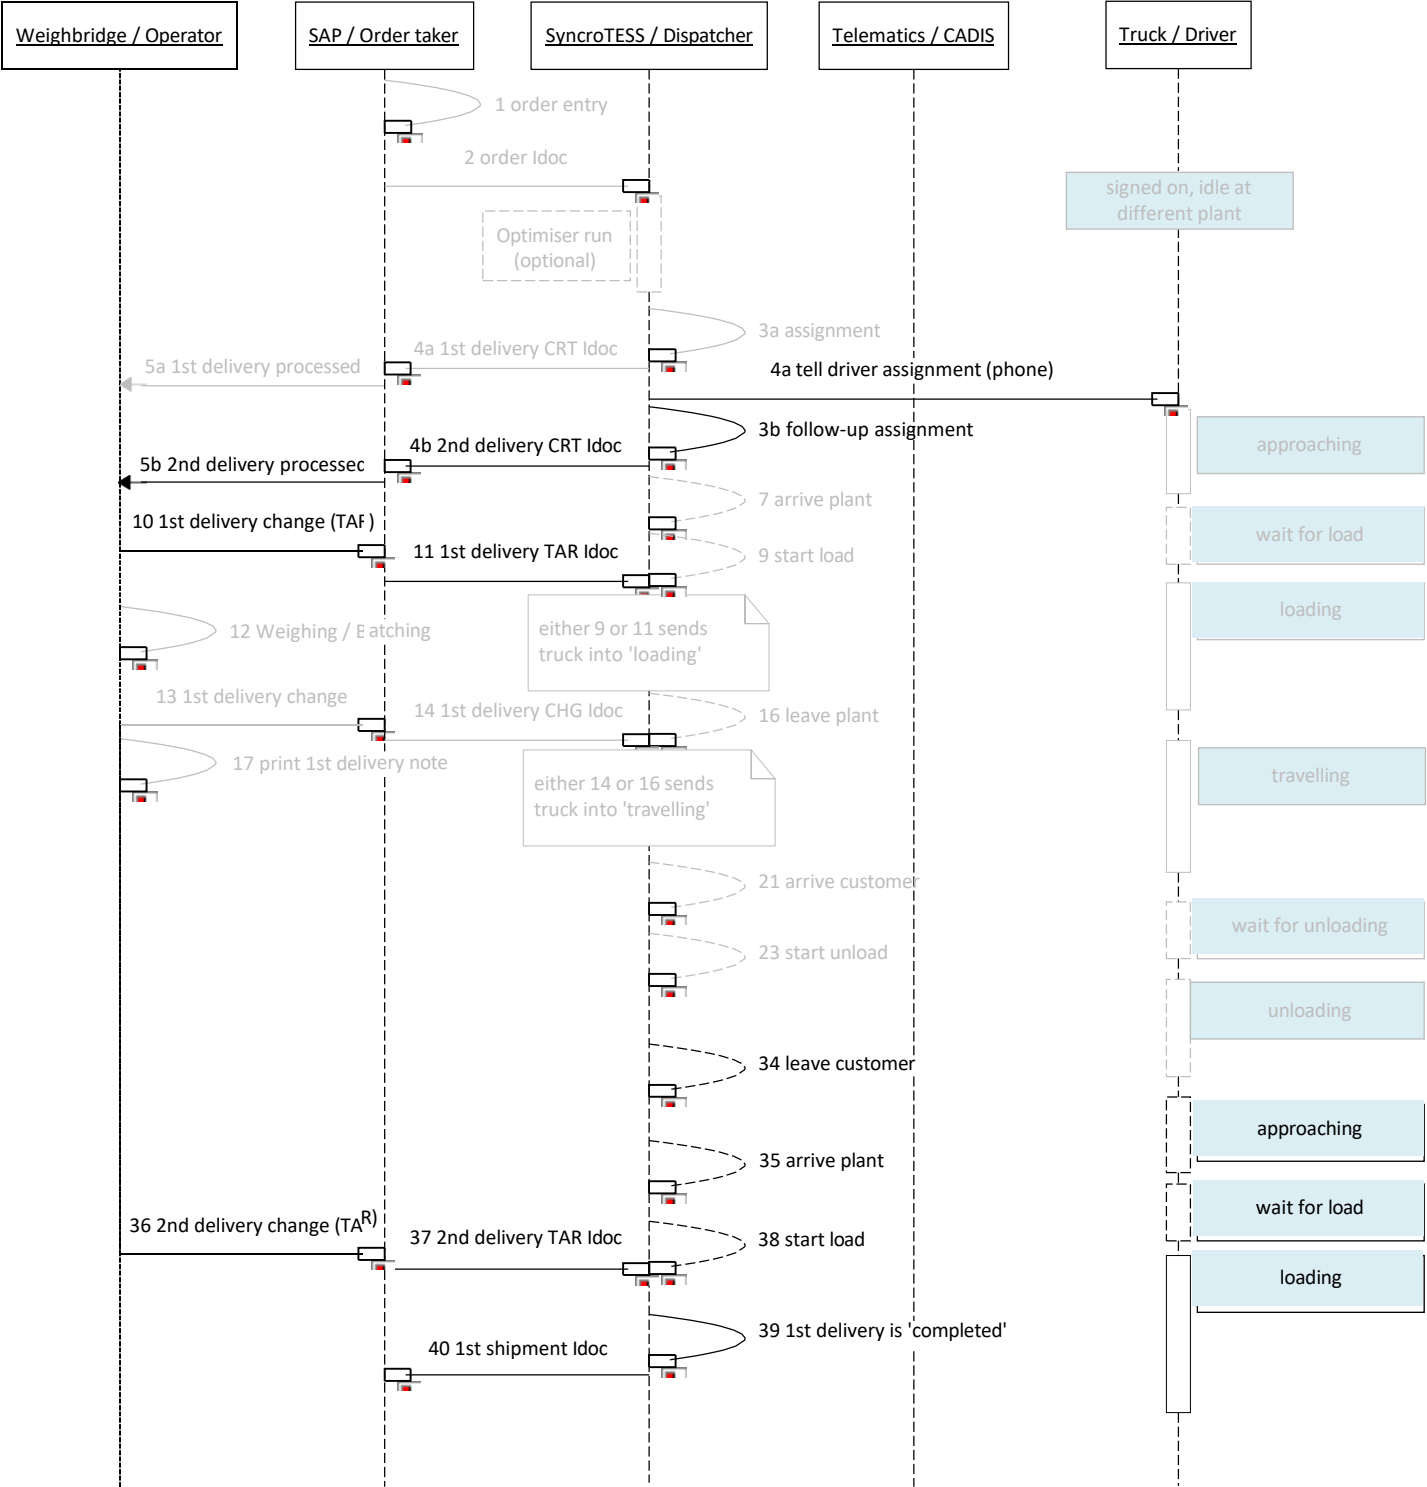 Weighbridge / Operator
SAP / Order taker
SyncroTESS / Dispatcher
Telematics / CADIS
Truck / Driver
1 order entry
2 order Idoc
signed on, idle at
different plant
Optimiser run
(optional)
3a assignment
4a 1st delivery CRT Idoc
5a 1st delivery processed
4a tell driver assignment (phone)
3b follow-up assignment
4b 2nd delivery CRT Idoc
approaching
5b 2nd delivery processed
7 arrive plant
10 1st delivery change (TAR)
wait for load
11 1st delivery TAR Idoc
9 start load
loading
either 9 or 11 sends
truck into 'loading'
12 Weighing / Batching
13 1st delivery change
14 1st delivery CHG Idoc
16 leave plant
17 print 1st delivery note
travelling
either 14 or 16 sends
truck into 'travelling'
21 arrive customer
wait for unloading
23 start unload
unloading
34 leave customer
approaching
35 arrive plant
wait for load
36 2nd delivery change (TAR)
37 2nd delivery TAR Idoc
38 start load
loading
39 1st delivery is 'completed'
40 1st shipment Idoc